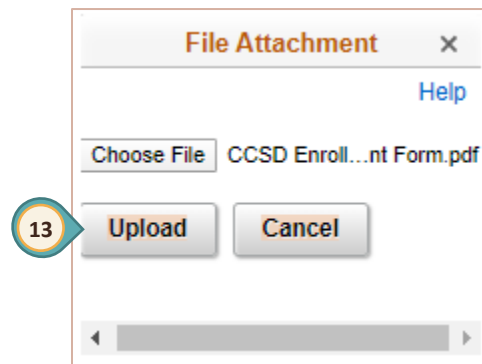 File Attachment ×
Help
Choose File CCSD Enroll...nt Form.pdf
13 Upload Cancel